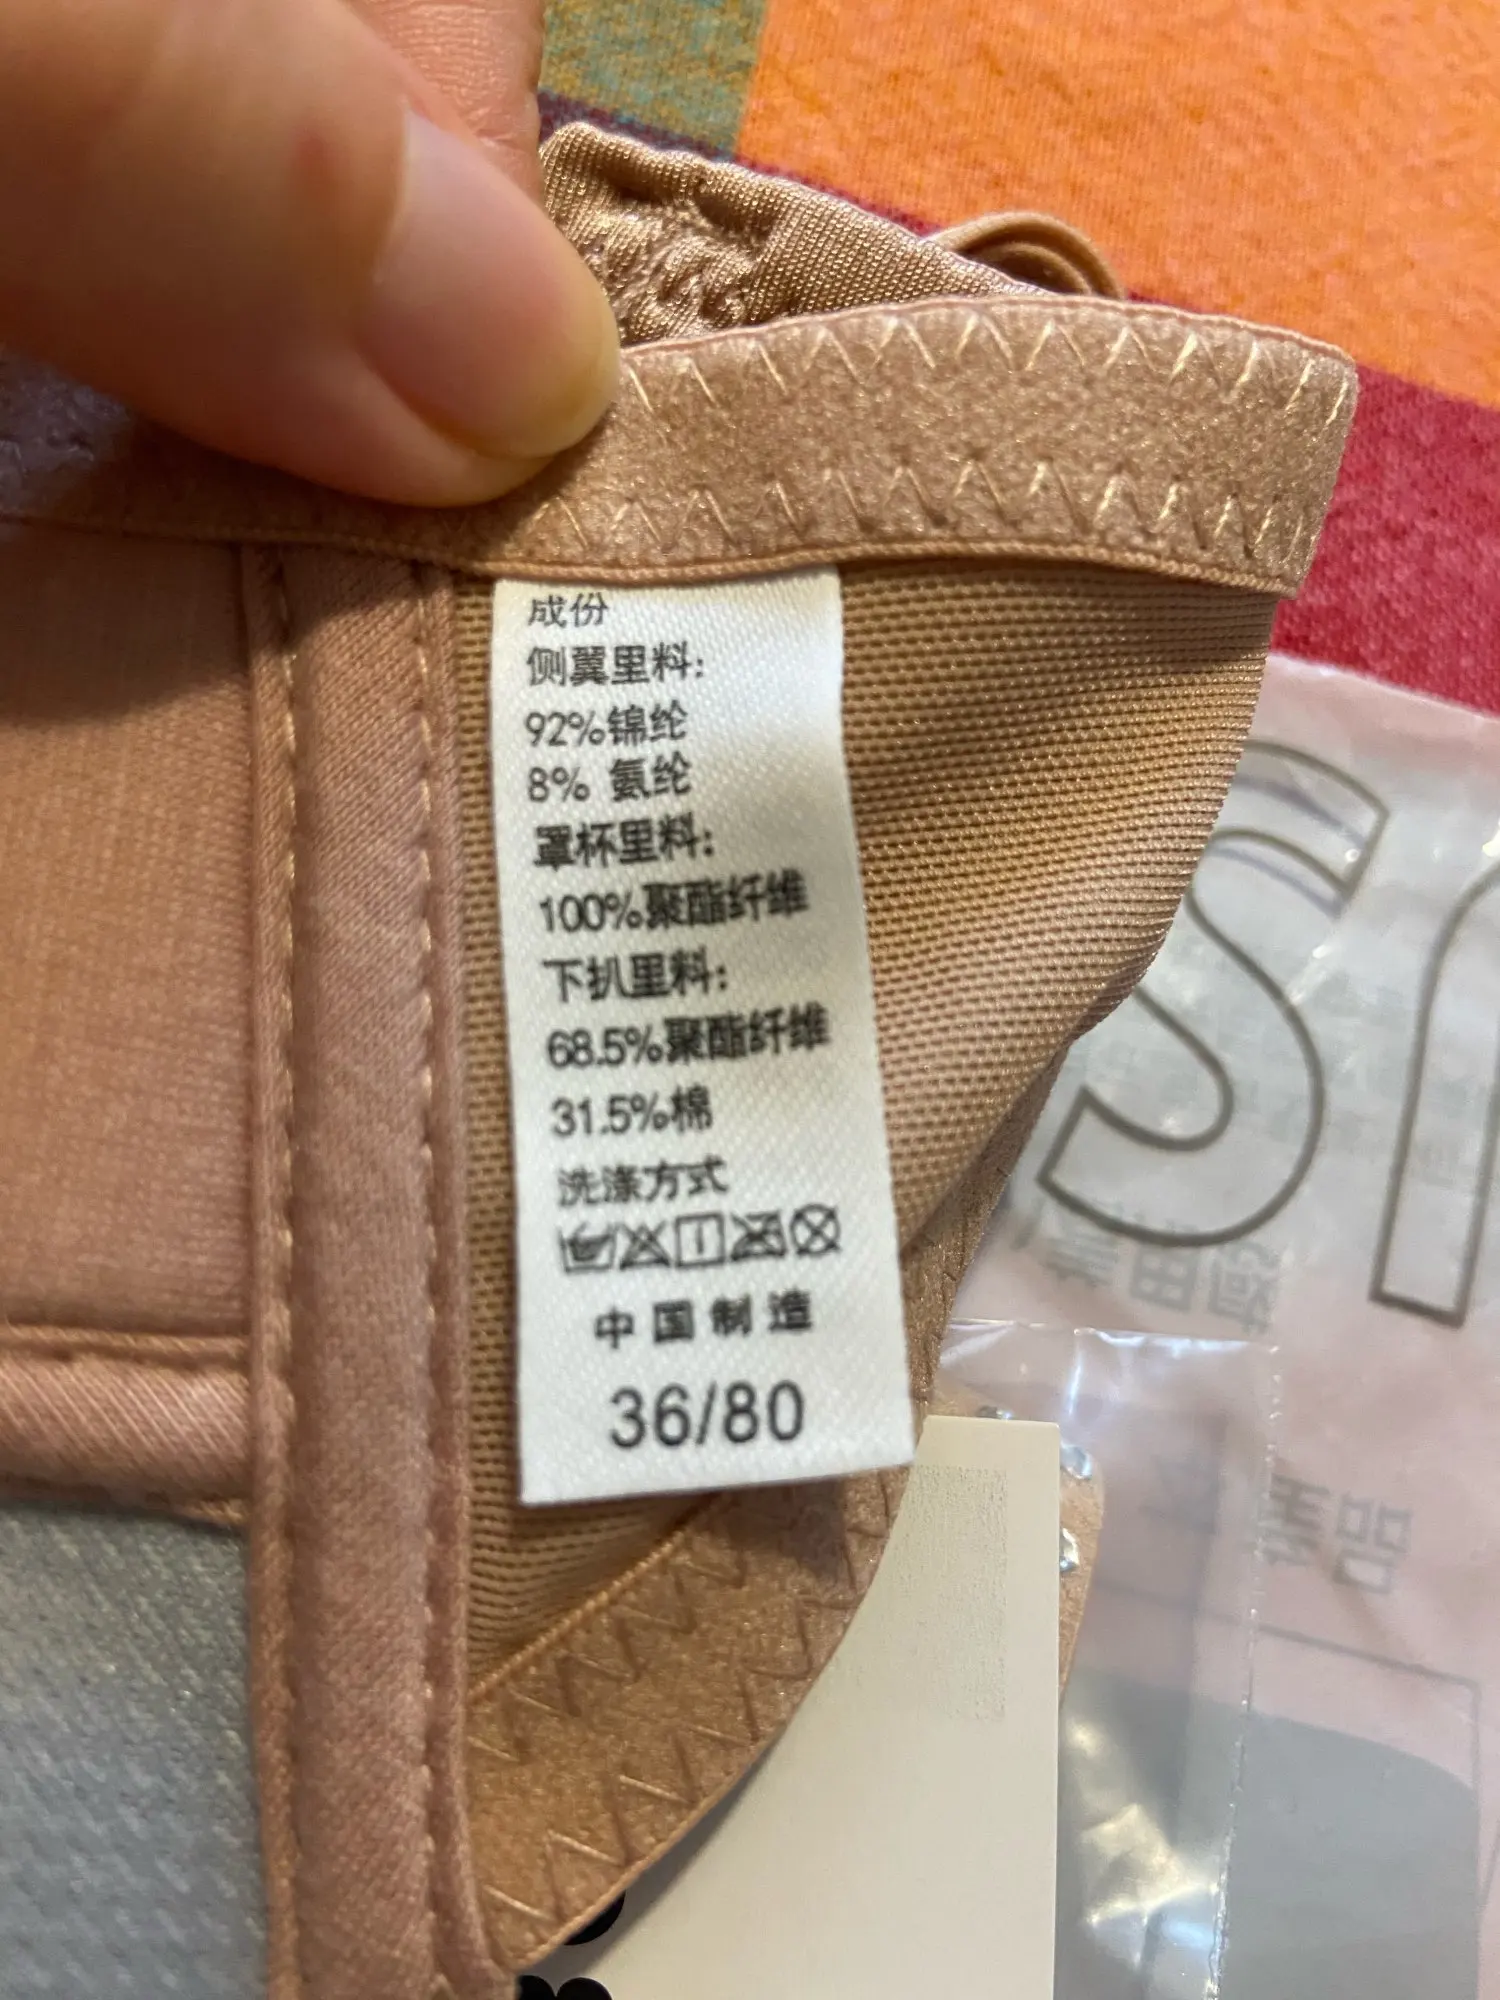 成份
侧翼里料:
92%锦纶
8% 氨纶
罩杯里料:
100%聚酯纤维
下扒里料:
68.5%聚酯纤维
31.5%棉
洗涤方式
中国制造
36/80